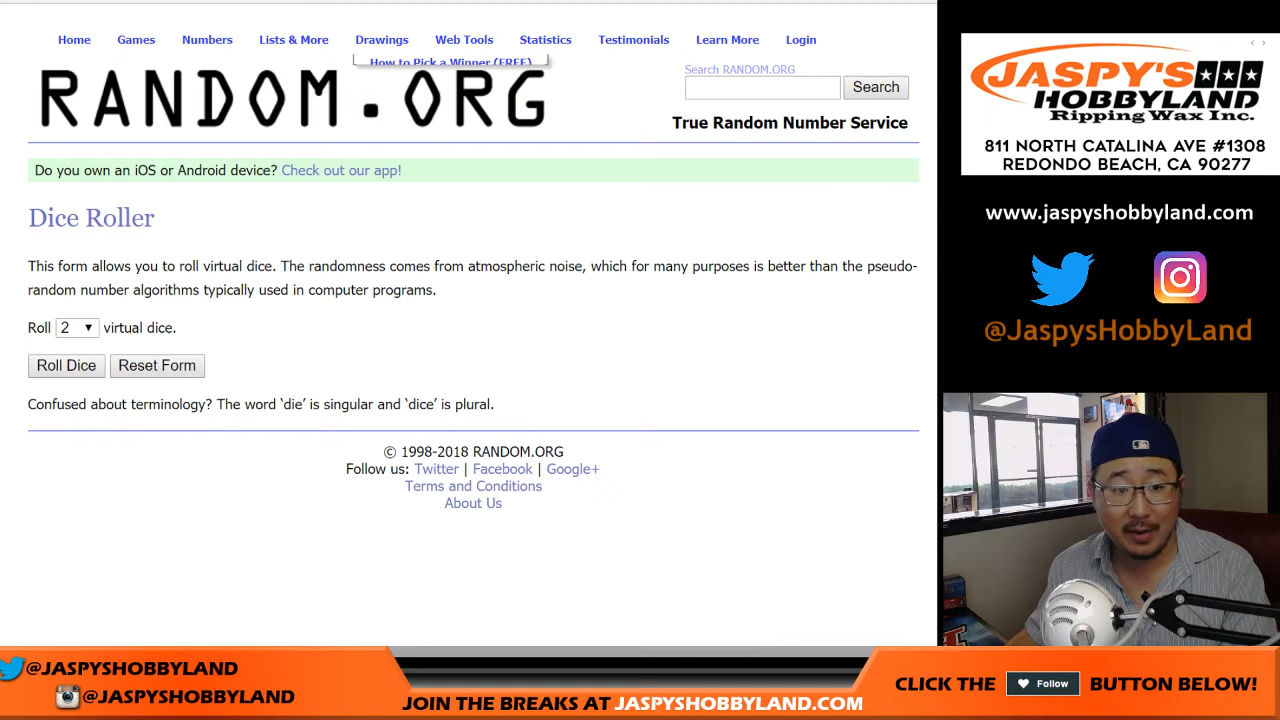 Home Games Numbers Lists & More Drawings Web Tools Statistics Testimonials Learn More Login
How to Pick a Winner (FREE)
RANDOM.ORG
Search RANDOM.ORG
Search
True Random Number Service
Do you own an iOS or Android device? Check out our app!
Dice Roller
This form allows you to roll virtual dice. The randomness comes from atmospheric noise, which for many purposes is better than the pseudo-
random number algorithms typically used in computer programs.
Roll 2 virtual dice.
Roll Dice Reset Form
Confused about terminology? The word ‘die’ is singular and ‘dice’ is plural.
© 1998-2018 RANDOM.ORG
Follow us: Twitter | Facebook | Google+
Terms and Conditions
About Us
JASPY'S
HOBBYLAND
Ripping Wax Inc.
811 NORTH CATALINA AVE #1308
REDONDO BEACH, CA 90277
www.jaspyshobbyland.com
@JaspysHobbyLand
@JASPYSHOBBYLAND
@JASPYSHOBBYLAND
JOIN THE BREAKS AT JASPYSHOBBYLAND.COM
CLICK THE Follow BUTTON BELOW!